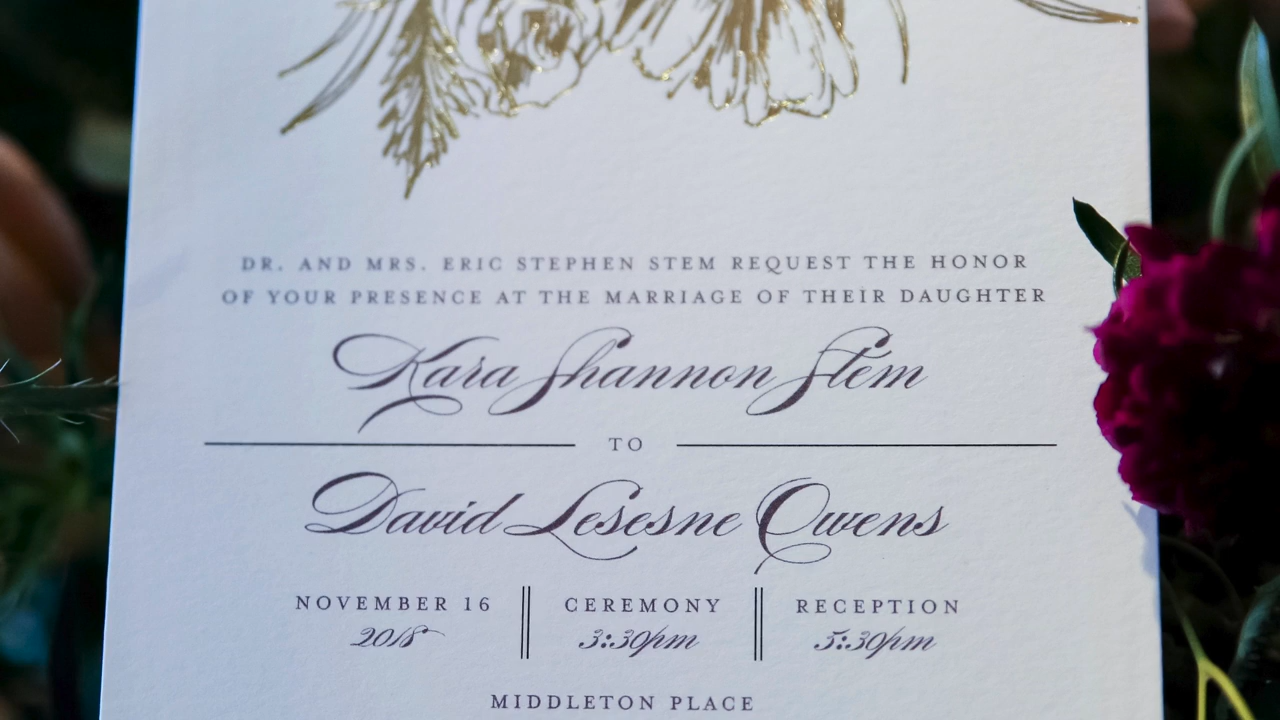 DR. AND MRS. ERIC STEPHEN STEM REQUEST THE HONOR
OF YOUR PRESENCE AT THE MARRIAGE OF THEIR DAUGHTER
Kara Shannon Stem
TO
David Lesesne Owens
NOVEMBER 16
2018
CEREMONY
3:30pm
RECEPTION
5:30pm
MIDDLETON PLACE